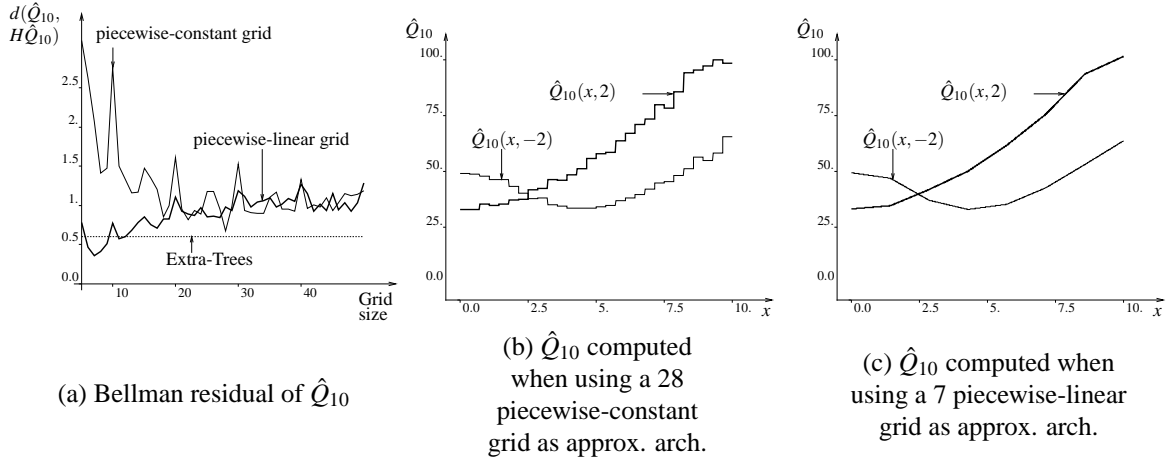 d(Q̂10,
HQ̂10)
piecewise-constant grid
2.5
2.
1.5
piecewise-linear grid
1.
0.5
Extra-Trees
0.0
10
20
30
40
Grid
size
(a) Bellman residual of Q̂10
Q̂10
100.
Q̂10(x,2)
75.
Q̂10(x,−2)
50.
25.
0.0
0.0
2.5
5.
7.5
10.
x
(b) Q̂10 computed
when using a 28
piecewise-constant
grid as approx. arch.
Q̂10
100.
Q̂10(x,2)
75.
Q̂10(x,−2)
50.
25.
0.0
0.0
2.5
5.
7.5
10.
x
(c) Q̂10 computed when
using a 7 piecewise-linear
grid as approx. arch.